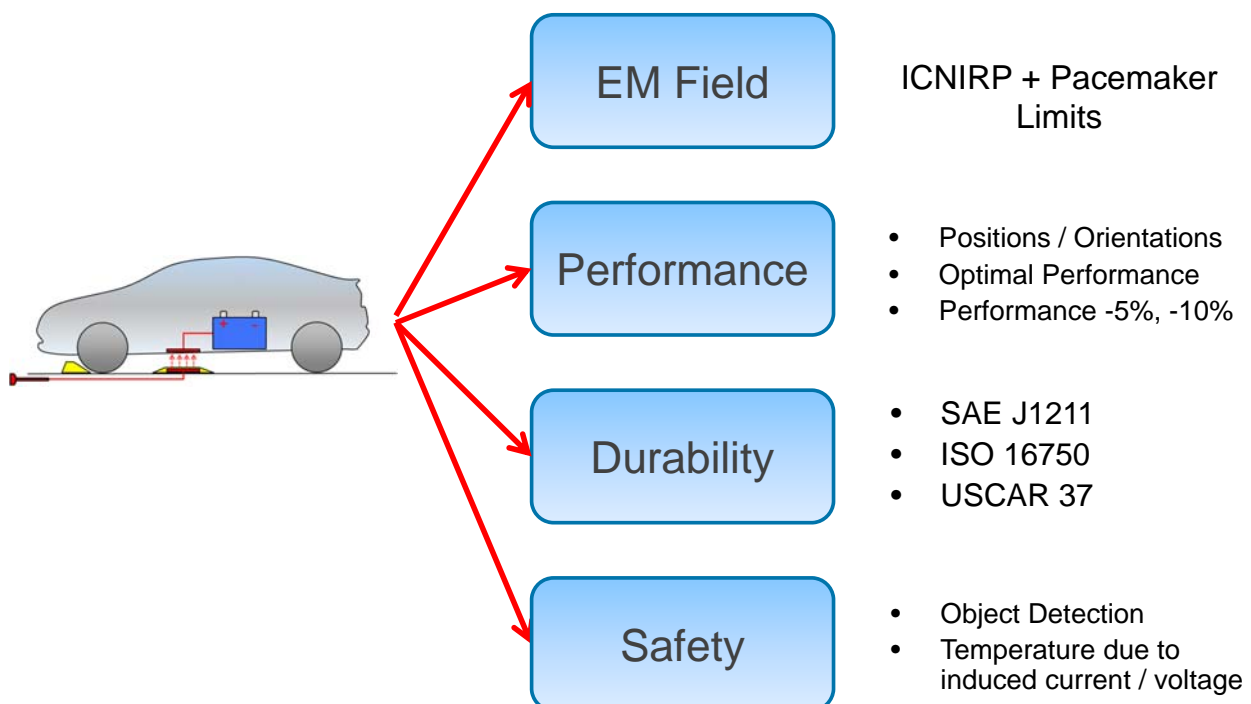 EM Field
ICNIRP + Pacemaker
Limits
Performance
• Positions / Orientations
• Optimal Performance
• Performance -5%, -10%
+ -
Durability
• SAE J1211
• ISO 16750
• USCAR 37
Safety
• Object Detection
• Temperature due to
induced current / voltage